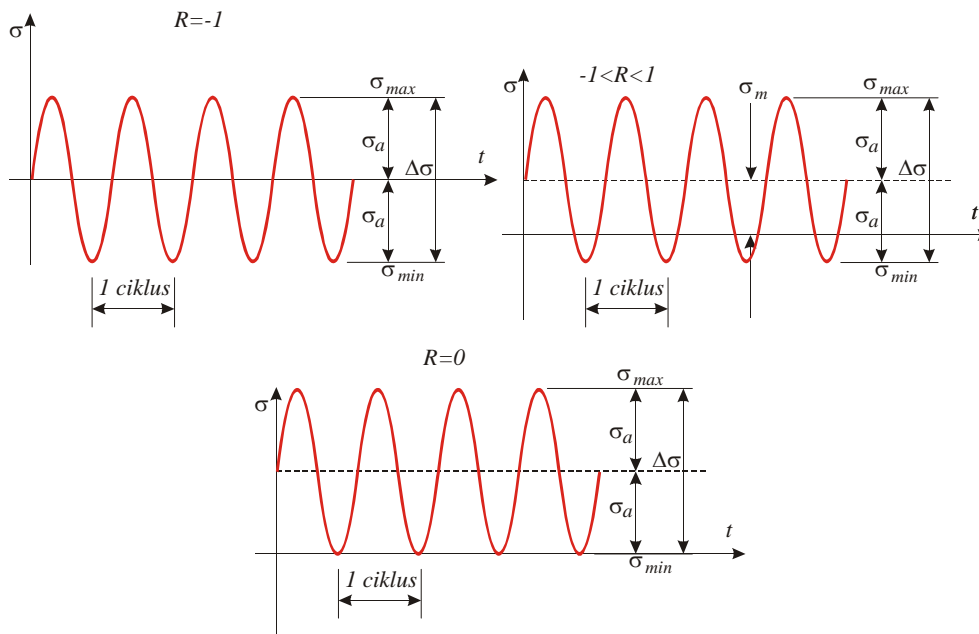 R=-1
σ
σmax
σa
t
Δσ
σa
σmin
1 ciklus
-1<R<1
σ
σm
σmax
σa
Δσ
t
σa
σmin
1 ciklus
R=0
σmax
σ
σa
Δσ
σa
t
σmin
1 ciklus